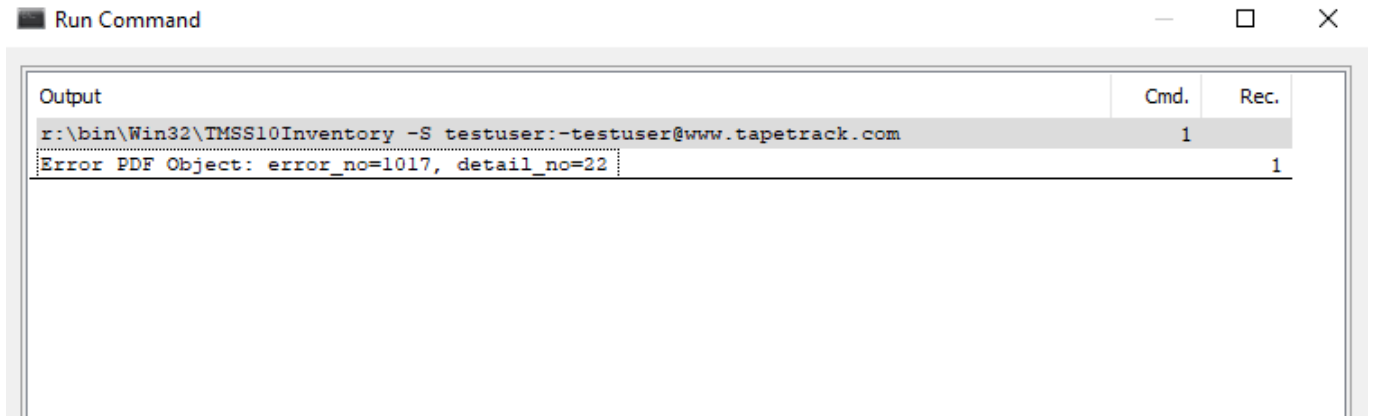 Run Command
Output Cmd. Rec.
r:\bin\Win32\TMSS10Inventory -S testuser:-testuser@www.tapetrack.com 1
Error PDF Object: error_no=1017, detail_no=22 1